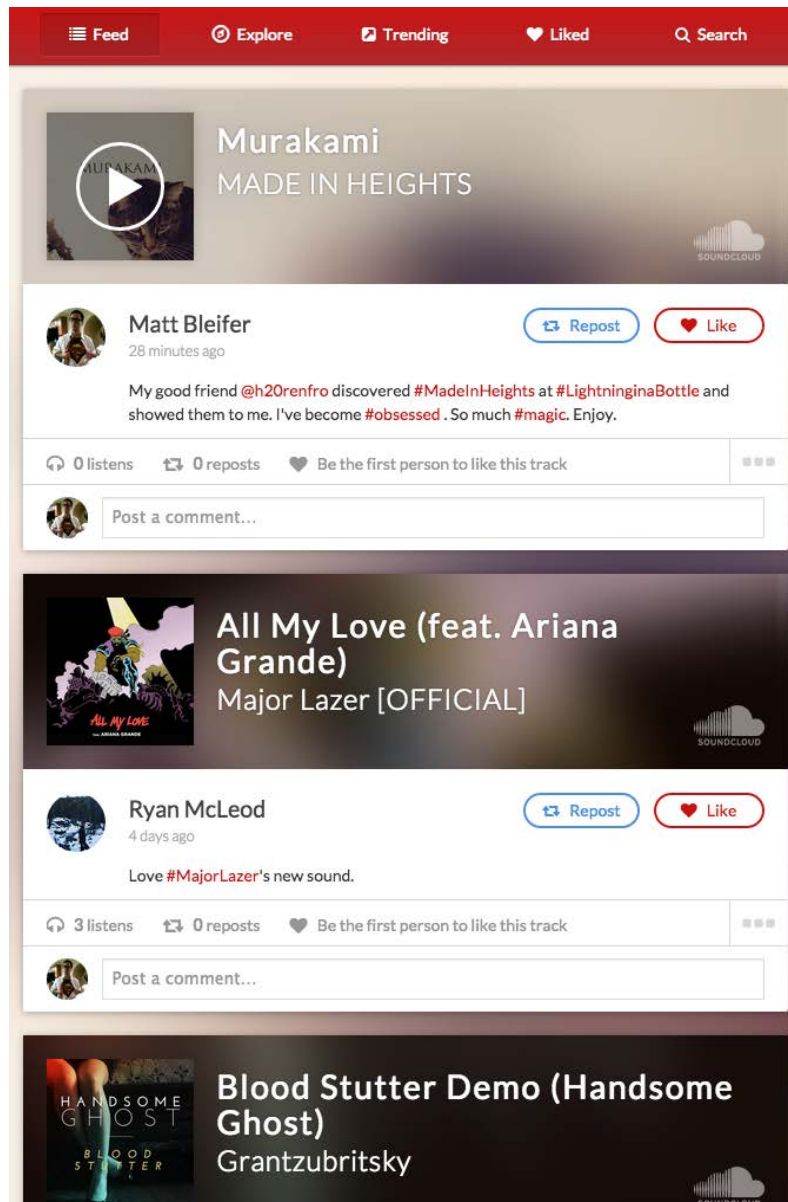 Feed Explore Trending Liked Search
MURAKAMI
Murakami
MADE IN HEIGHTS
SOUNDCLOUD
Matt Bleifer
Repost Like
28 minutes ago
My good friend @h20renfro discovered #MadeInHeights at #LightninginaBottle and
showed them to me. I've become #obsessed . So much #magic. Enjoy.
0 listens 0 reposts Be the first person to like this track
Post a comment...
ALL MY LOVE
FEAT. ARIANA GRANDE
All My Love (feat. Ariana
Grande)
Major Lazer [OFFICIAL]
SOUNDCLOUD
Ryan McLeod
Repost Like
4 days ago
Love #MajorLazer's new sound.
3 listens 0 reposts Be the first person to like this track
Post a comment...
HANDSOME
GHOST
BLOOD
STUTTER
Blood Stutter Demo (Handsome
Ghost)
Grantzubritsky
SOUNDCLOUD